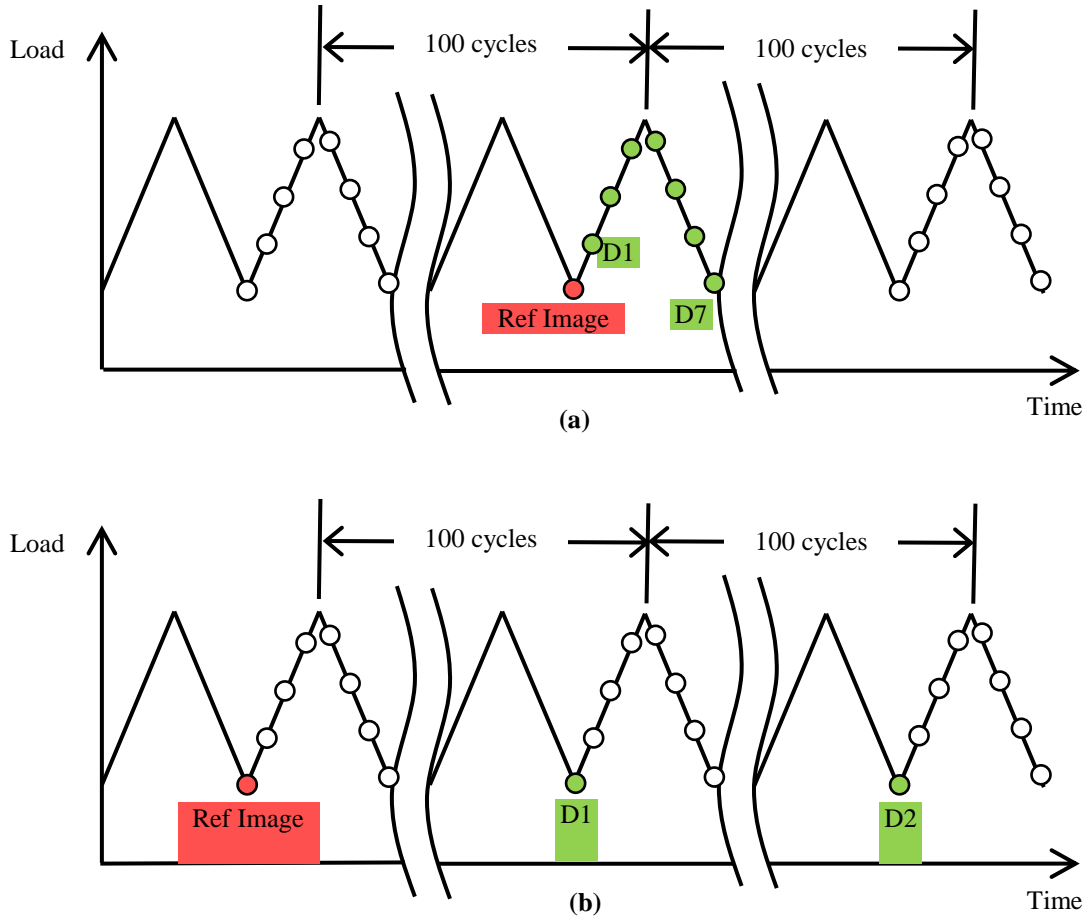 Load
100 cycles
100 cycles
D1
Ref Image
D7
Time
(a)
Load
100 cycles
100 cycles
Ref Image
D1
D2
Time
(b)